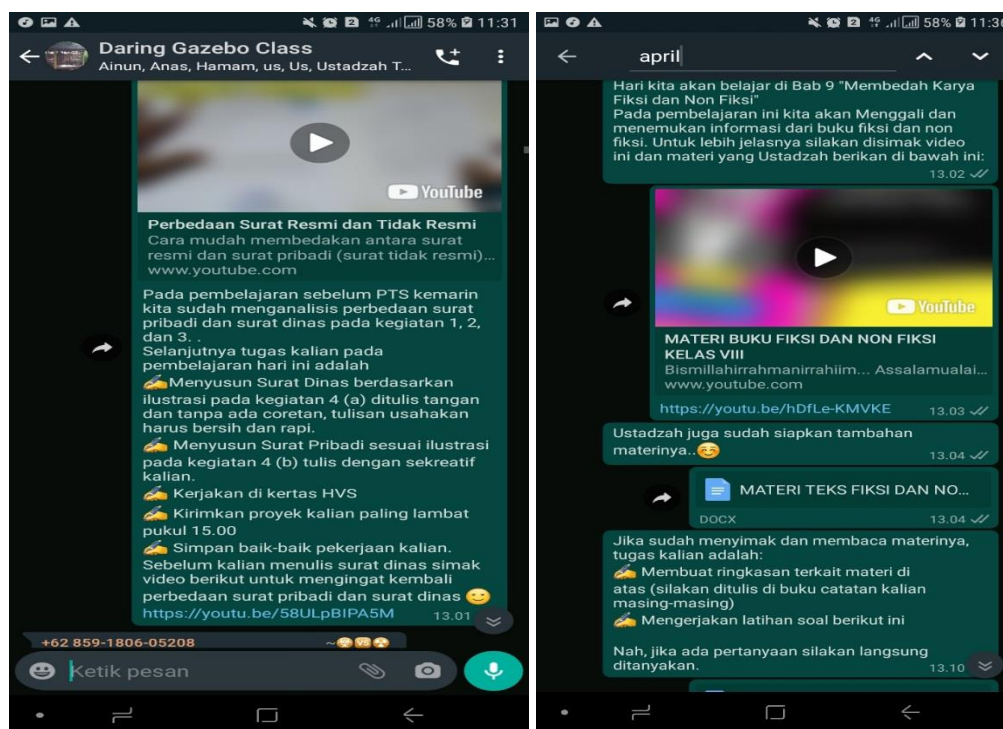 58% 11:31
Daring Gazebo Class
Ainun, Anas, Hamam, us, Us, Ustadzah T...
YouTube
Perbedaan Surat Resmi dan Tidak Resmi
Cara mudah membedakan antara surat
resmi dan surat pribadi (surat tidak resmi)...
www.youtube.com
Pada pembelajaran sebelum PTS kemarin
kita sudah menganalisis perbedaan surat
pribadi dan surat dinas pada kegiatan 1, 2,
dan 3. .
Selanjutnya tugas kalian pada
pembelajaran hari ini adalah
✍Menyusun Surat Dinas berdasarkan
ilustrasi pada kegiatan 4 (a) ditulis tangan
dan tanpa ada coretan, tulisan usahakan
harus bersih dan rapi.
✍ Menyusun Surat Pribadi sesuai ilustrasi
pada kegiatan 4 (b) tulis dengan sekreatif
kalian.
✍ Kerjakan di kertas HVS
✍ Kirimkan proyek kalian paling lambat
pukul 15.00
✍ Simpan baik-baik pekerjaan kalian.
Sebelum kalian menulis surat dinas simak
video berikut untuk mengingat kembali
perbedaan surat pribadi dan surat dinas 🙂
https://youtu.be/58ULpBIPA5M 13.01
+62 859-1806-05208 ~😤🆚😤
Ketik pesan
58% 11:36
april
Hari kita akan belajar di Bab 9 "Membedah Karya
Fiksi dan Non Fiksi"
Pada pembelajaran ini kita akan Menggali dan
menemukan informasi dari buku fiksi dan non
fiksi. Untuk lebih jelasnya silakan disimak video
ini dan materi yang Ustadzah berikan di bawah ini:
13.02
YouTube
MATERI BUKU FIKSI DAN NON FIKSI
KELAS VIII
Bismillahirrahmanirrahiim... Assalamualai...
www.youtube.com
https://youtu.be/hDfLe-KMVKE 13.03
Ustadzah juga sudah siapkan tambahan
materinya..☺ 13.04
MATERI TEKS FIKSI DAN NO...
DOCX 13.04
Jika sudah menyimak dan membaca materinya,
tugas kalian adalah:
✍ Membuat ringkasan terkait materi di
atas (silakan ditulis di buku catatan kalian
masing-masing)
✍ Mengerjakan latihan soal berikut ini
Nah, jika ada pertanyaan silakan langsung
ditanyakan. 13.10